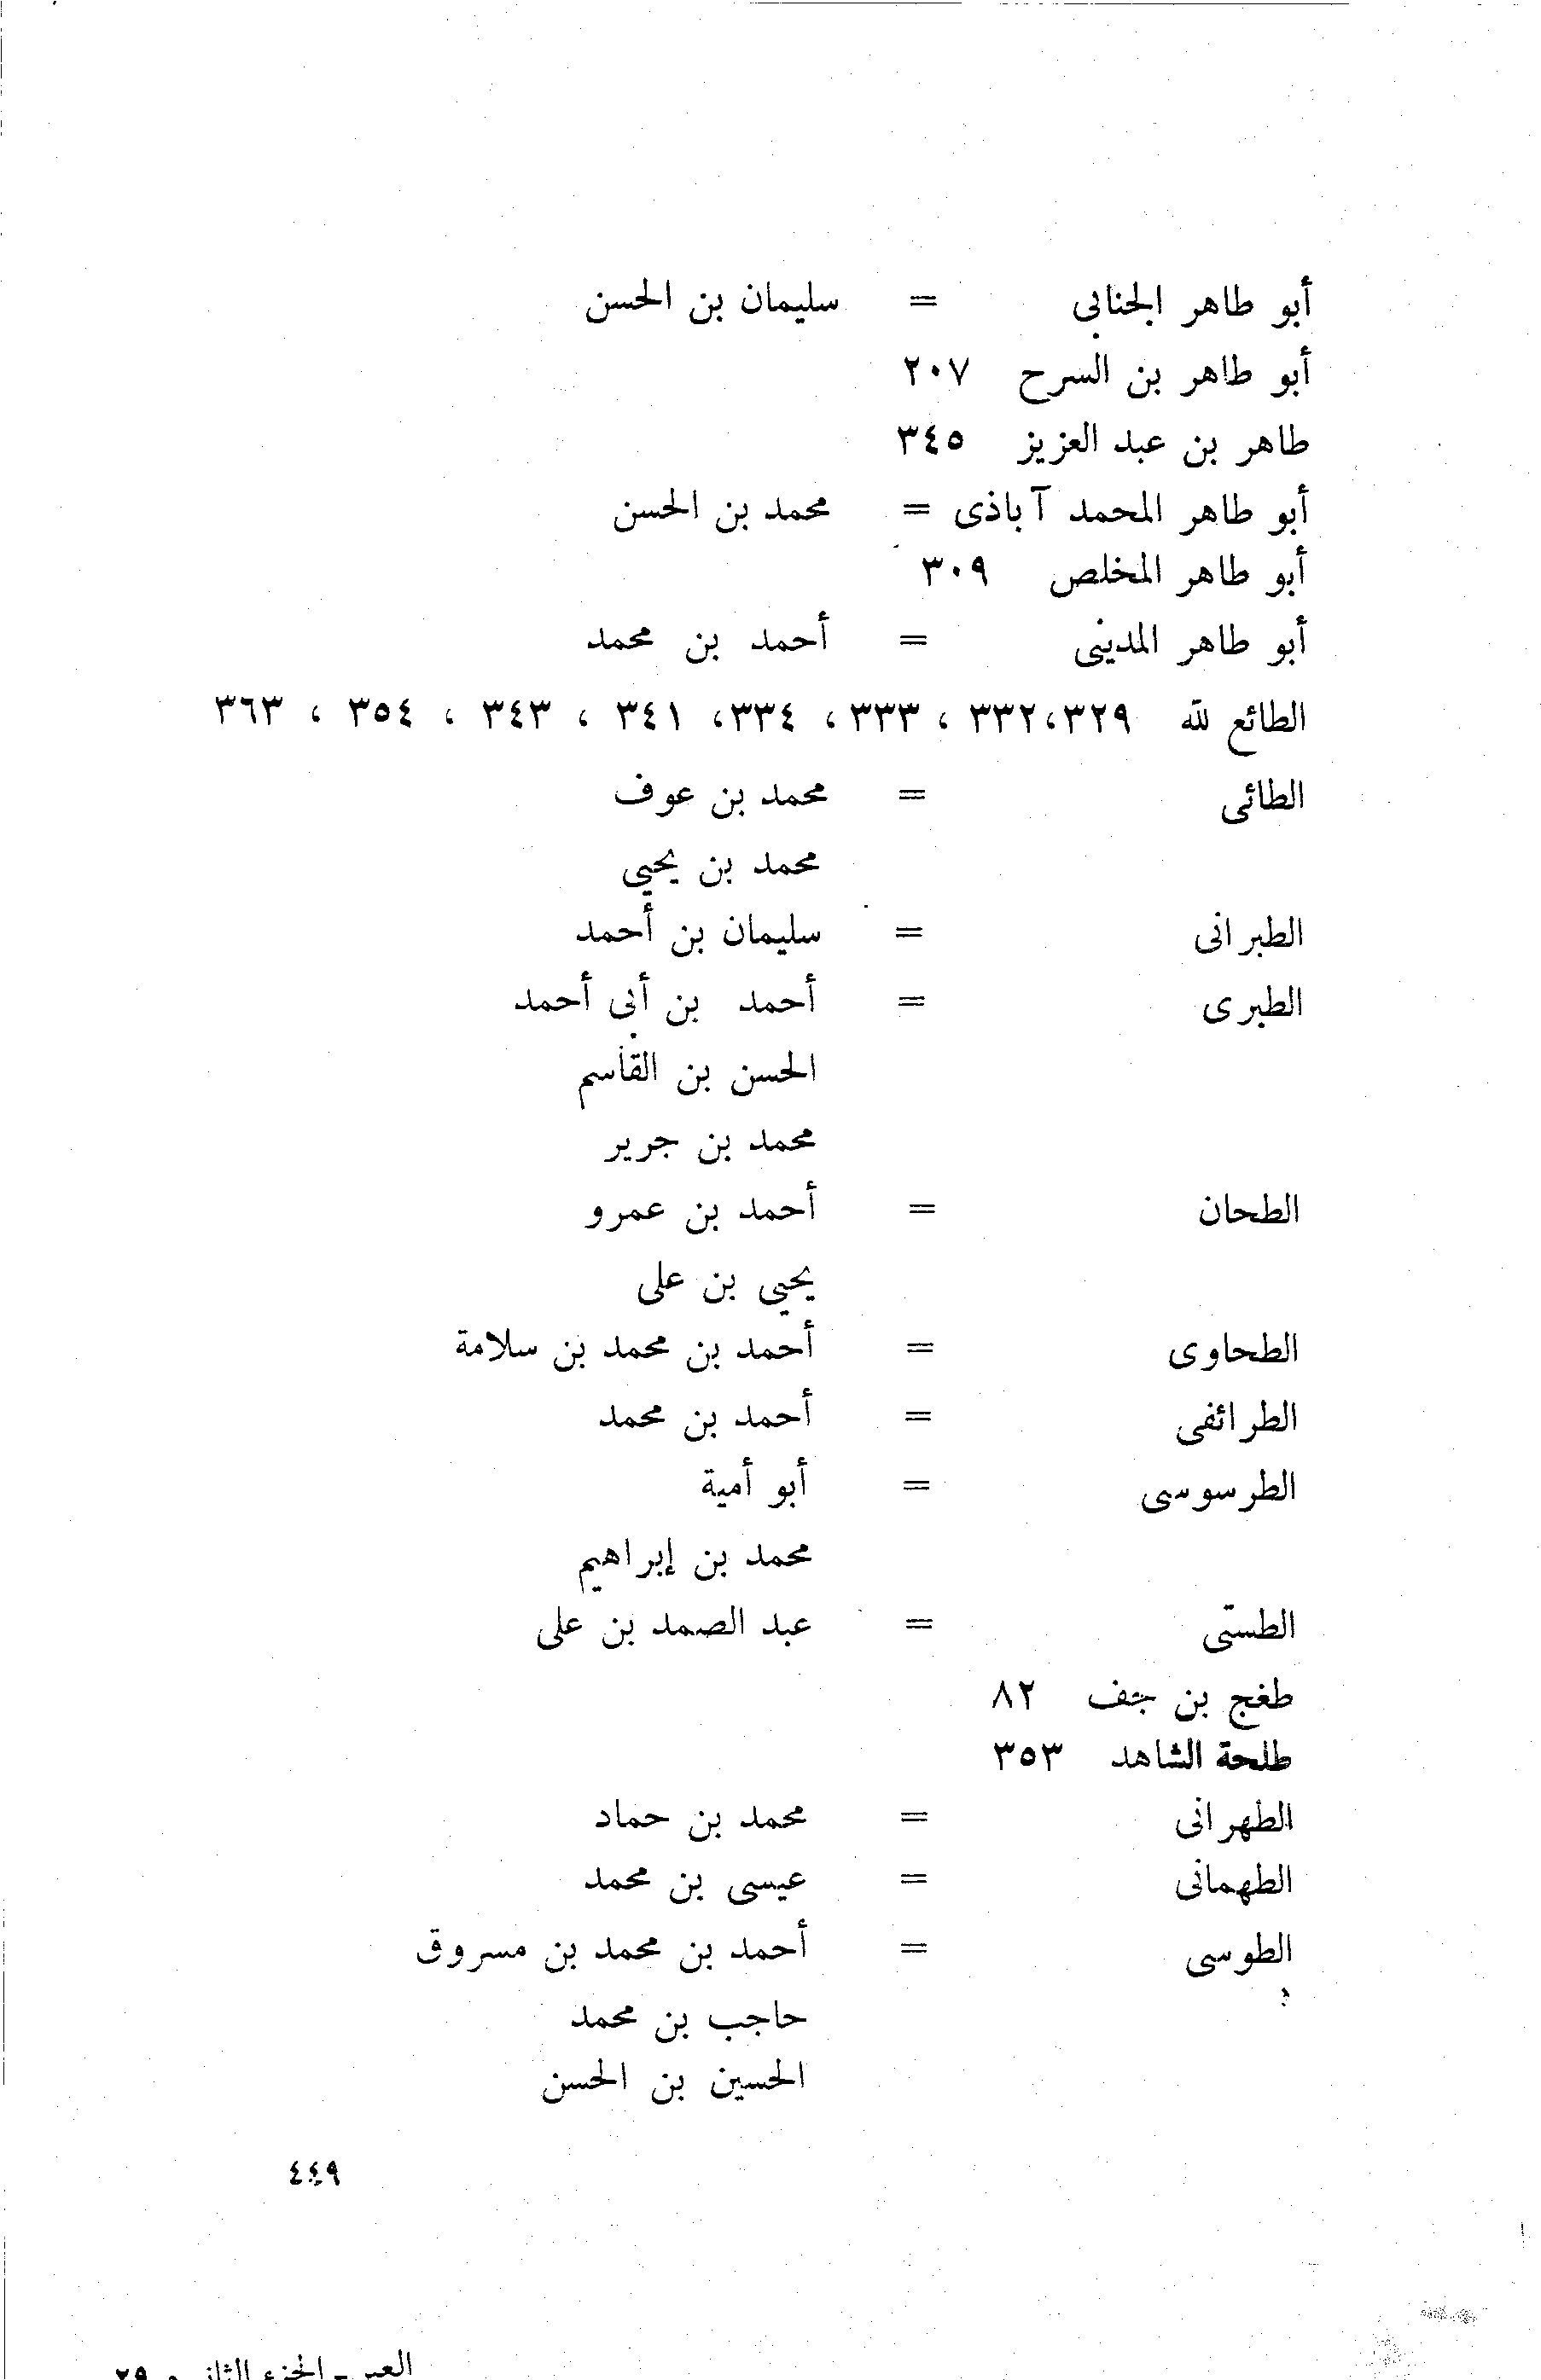 أبو طاهر الجنابى = سليمان بن الحسن
أبو طاهر بن السرح ٢٠٧
طاهر بن عبد العزيز ٣٤٥
أبو طاهر المحمد آباذى = محمد بن الحسن
أبو طاهر المخلص ٣٠٩
أبو طاهر المدينى = أحمد بن محمد
الطائع لله ٣٢٩،٣٣٢ ، ٣٣٣ ، ٣٣٤، ٣٤١ ، ٣٤٣ ، ٣٥٤ ، ٣٦٣
الطائى = محمد بن عوف
محمد بن يحيى
الطبرانى = سليمان بن أحمد
الطبرى = أحمد بن أبى أحمد
الحسن بن القاسم
محمد بن جرير
الطحان = أحمد بن عمرو
يحيى بن على
الطحاوى = أحمد بن محمد بن سلامة
الطرائفى = أحمد بن محمد
الطرسوسى = أبو أمية
محمد بن إبراهيم
الطستى = عبد الصمد بن على
طغج بن جف ٨٢
طلحة الشاهد ٣٥٣
الطهرانى = محمد بن حماد
الطهمانى = عيسى بن محمد
الطوسى = أحمد بن محمد بن مسروق
حاجب بن محمد
الحسين بن الحسن
٤٤٩
العبر - الجزء الثانى م ٢٩